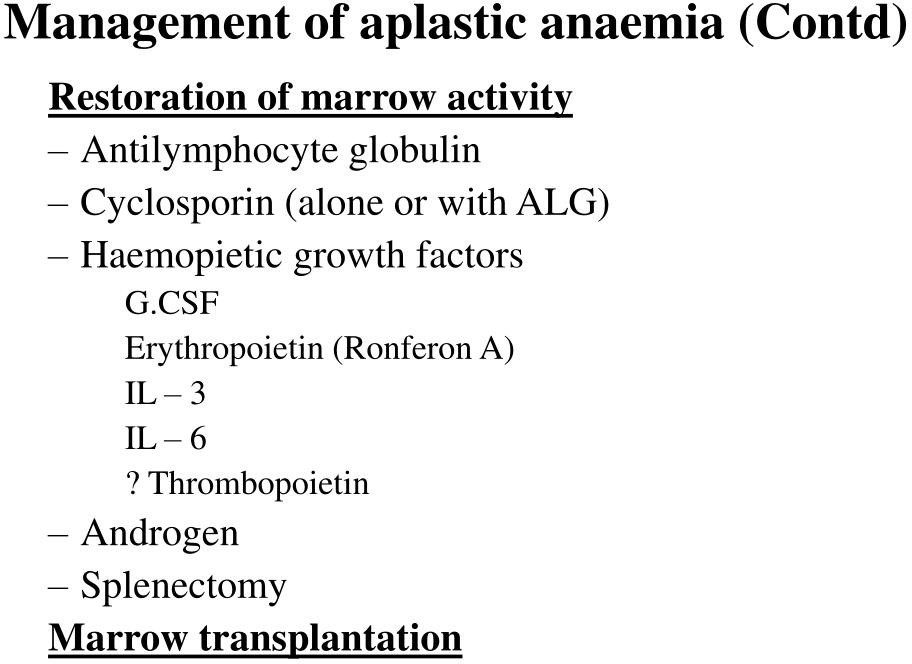 Management of aplastic anaemia (Contd)
Restoration of marrow activity
– Antilymphocyte globulin
– Cyclosporin (alone or with ALG)
– Haemopietic growth factors
G.CSF
Erythropoietin (Ronferon A)
IL – 3
IL – 6
? Thrombopoietin
– Androgen
– Splenectomy
Marrow transplantation